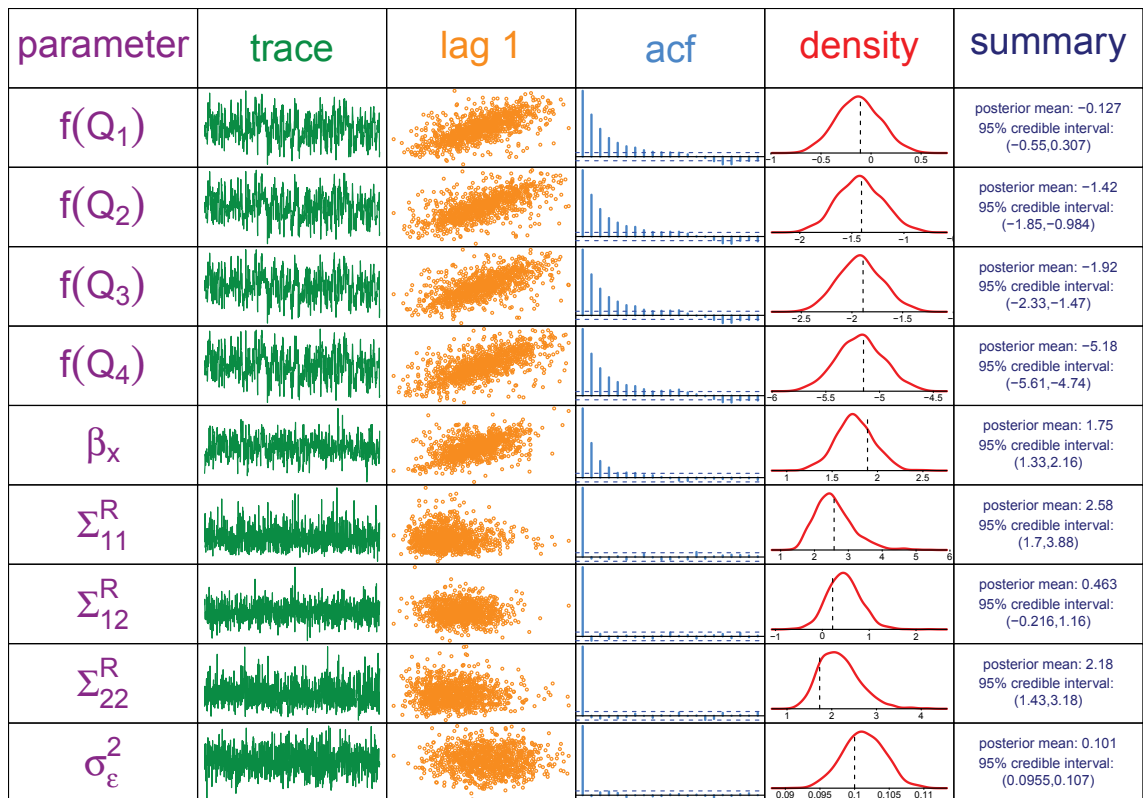 parameter trace lag 1 acf density summary
f(Q₁)
−1 −0.5 0 0.5
posterior mean: −0.127
95% credible interval:
(−0.55,0.307)
f(Q₂)
−2 −1.5 −1
posterior mean: −1.42
95% credible interval:
(−1.85,−0.984)
f(Q₃)
−2.5 −2 −1.5
posterior mean: −1.92
95% credible interval:
(−2.33,−1.47)
f(Q₄)
−6 −5.5 −5 −4.5
posterior mean: −5.18
95% credible interval:
(−5.61,−4.74)
βₓ
1 1.5 2 2.5
posterior mean: 1.75
95% credible interval:
(1.33,2.16)
Σᴿ₁₁
1 2 3 4 5 6
posterior mean: 2.58
95% credible interval:
(1.7,3.88)
Σᴿ₁₂
−1 0 1 2
posterior mean: 0.463
95% credible interval:
(−0.216,1.16)
Σᴿ₂₂
1 2 3 4
posterior mean: 2.18
95% credible interval:
(1.43,3.18)
σ²ε
0.09 0.095 0.1 0.105 0.11
posterior mean: 0.101
95% credible interval:
(0.0955,0.107)